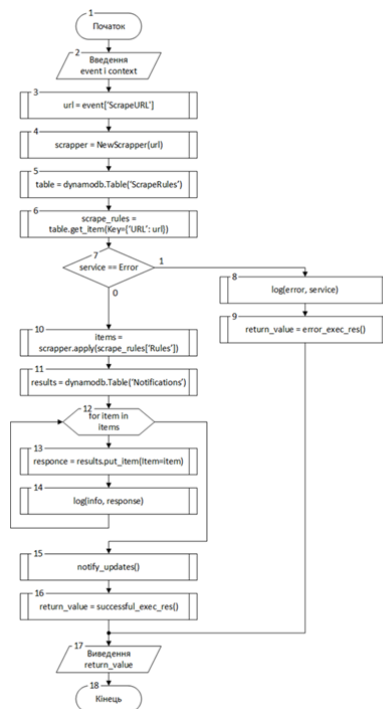 1
Початок
2
Введення
event і context
3
url = event['ScrapeURL']
4
scrapper = NewScrapper(url)
5
table = dynamodb.Table('ScrapeRules')
6
scrape_rules =
table.get_item(Key={'URL': url})
7
service == Error
1
0
8
log(error, service)
9
return_value = error_exec_res()
10
items =
scrapper.apply(scrape_rules['Rules'])
11
results = dynamodb.Table('Notifications')
12
for item in
items
13
responce = results.put_item(Item=item)
14
log(info, response)
15
notify_updates()
16
return_value = successful_exec_res()
17
Виведення
return_value
18
Кінець